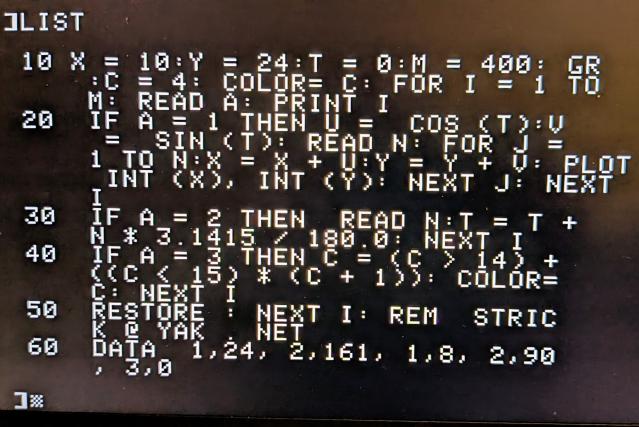 ]LIST
10 X = 10:Y = 24:T = 0:M = 400: GR
:C = 4: COLOR= C: FOR I = 1 TO
M: READ A: PRINT I
20 IF A = 1 THEN U = COS (T):V
= SIN (T): READ N: FOR J =
1 TO N:X = X + U:Y = Y + V: PLOT
INT (X), INT (Y): NEXT J: NEXT
I
30 IF A = 2 THEN READ N:T = T +
N * 3.1415 / 180.0: NEXT I
40 IF A = 3 THEN C = (C > 14) +
((C < 15) * (C + 1)): COLOR=
C: NEXT I
50 RESTORE : NEXT I: REM STRIC
K @ YAK . NET
60 DATA 1,24, 2,161, 1,8, 2,90
, 3,0
]※